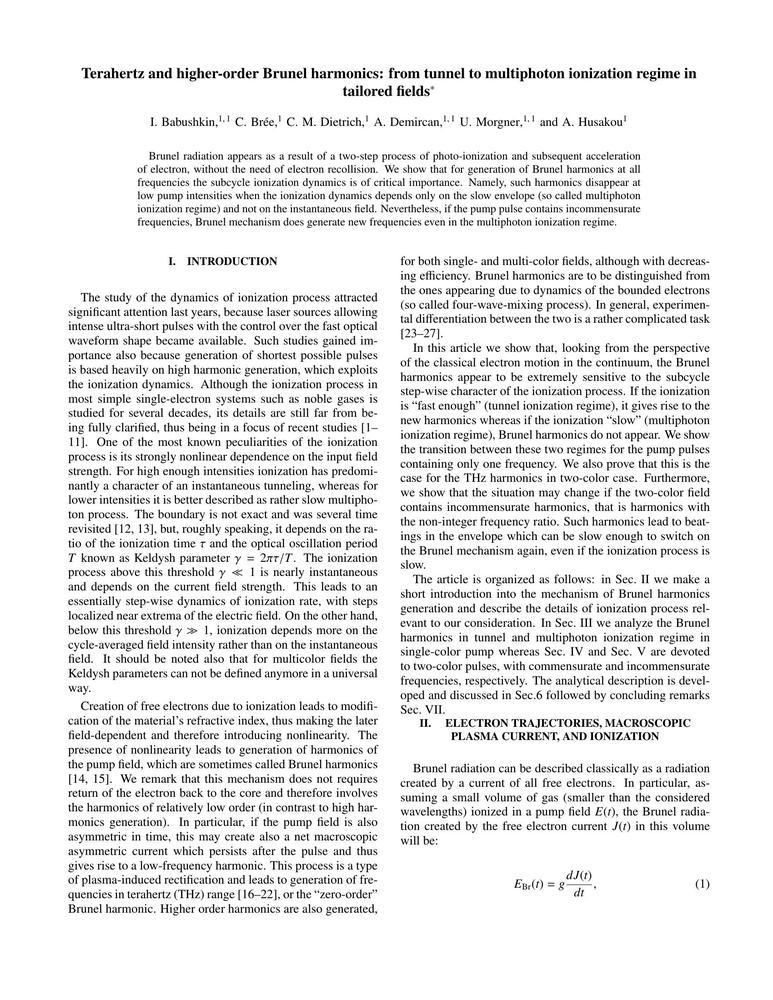 Terahertz and higher-order Brunel harmonics: from tunnel to multiphoton ionization regime in
tailored fields*
I. Babushkin,1,1 C. Brée,1 C. M. Dietrich,1 A. Demircan,1,1 U. Morgner,1,1 and A. Husakou1
Brunel radiation appears as a result of a two-step process of photo-ionization and subsequent acceleration
of electron, without the need of electron recollision. We show that for generation of Brunel harmonics at all
frequencies the subcycle ionization dynamics is of critical importance. Namely, such harmonics disappear at
low pump intensities when the ionization dynamics depends only on the slow envelope (so called multiphoton
ionization regime) and not on the instantaneous field. Nevertheless, if the pump pulse contains incommensurate
frequencies, Brunel mechanism does generate new frequencies even in the multiphoton ionization regime.
I. INTRODUCTION
The study of the dynamics of ionization process attracted
significant attention last years, because laser sources allowing
intense ultra-short pulses with the control over the fast optical
waveform shape became available. Such studies gained im-
portance also because generation of shortest possible pulses
is based heavily on high harmonic generation, which exploits
the ionization dynamics. Although the ionization process in
most simple single-electron systems such as noble gases is
studied for several decades, its details are still far from be-
ing fully clarified, thus being in a focus of recent studies [1–
11]. One of the most known peculiarities of the ionization
process is its strongly nonlinear dependence on the input field
strength. For high enough intensities ionization has predomi-
nantly a character of an instantaneous tunneling, whereas for
lower intensities it is better described as rather slow multipho-
ton process. The boundary is not exact and was several time
revisited [12, 13], but, roughly speaking, it depends on the ra-
tio of the ionization time τ and the optical oscillation period
T known as Keldysh parameter γ = 2πτ/T. The ionization
process above this threshold γ ≪ 1 is nearly instantaneous
and depends on the current field strength. This leads to an
essentially step-wise dynamics of ionization rate, with steps
localized near extrema of the electric field. On the other hand,
below this threshold γ ≫ 1, ionization depends more on the
cycle-averaged field intensity rather than on the instantaneous
field. It should be noted also that for multicolor fields the
Keldysh parameters can not be defined anymore in a universal
way.
Creation of free electrons due to ionization leads to modifi-
cation of the material's refractive index, thus making the later
field-dependent and therefore introducing nonlinearity. The
presence of nonlinearity leads to generation of harmonics of
the pump field, which are sometimes called Brunel harmonics
[14, 15]. We remark that this mechanism does not requires
return of the electron back to the core and therefore involves
the harmonics of relatively low order (in contrast to high har-
monics generation). In particular, if the pump field is also
asymmetric in time, this may create also a net macroscopic
asymmetric current which persists after the pulse and thus
gives rise to a low-frequency harmonic. This process is a type
of plasma-induced rectification and leads to generation of fre-
quencies in terahertz (THz) range [16–22], or the “zero-order”
Brunel harmonic. Higher order harmonics are also generated,
for both single- and multi-color fields, although with decreas-
ing efficiency. Brunel harmonics are to be distinguished from
the ones appearing due to dynamics of the bounded electrons
(so called four-wave-mixing process). In general, experimen-
tal differentiation between the two is a rather complicated task
[23–27].
In this article we show that, looking from the perspective
of the classical electron motion in the continuum, the Brunel
harmonics appear to be extremely sensitive to the subcycle
step-wise character of the ionization process. If the ionization
is “fast enough” (tunnel ionization regime), it gives rise to the
new harmonics whereas if the ionization “slow” (multiphoton
ionization regime), Brunel harmonics do not appear. We show
the transition between these two regimes for the pump pulses
containing only one frequency. We also prove that this is the
case for the THz harmonics in two-color case. Furthermore,
we show that the situation may change if the two-color field
contains incommensurate harmonics, that is harmonics with
the non-integer frequency ratio. Such harmonics lead to beat-
ings in the envelope which can be slow enough to switch on
the Brunel mechanism again, even if the ionization process is
slow.
The article is organized as follows: in Sec. II we make a
short introduction into the mechanism of Brunel harmonics
generation and describe the details of ionization process rel-
evant to our consideration. In Sec. III we analyze the Brunel
harmonics in tunnel and multiphoton ionization regime in
single-color pump whereas Sec. IV and Sec. V are devoted
to two-color pulses, with commensurate and incommensurate
frequencies, respectively. The analytical description is devel-
oped and discussed in Sec.6 followed by concluding remarks
Sec. VII.
II. ELECTRON TRAJECTORIES, MACROSCOPIC
PLASMA CURRENT, AND IONIZATION
Brunel radiation can be described classically as a radiation
created by a current of all free electrons. In particular, as-
suming a small volume of gas (smaller than the considered
wavelengths) ionized in a pump field E(t), the Brunel radia-
tion created by the free electron current J(t) in this volume
will be:
E_Br(t) = g dJ(t)/dt, (1)